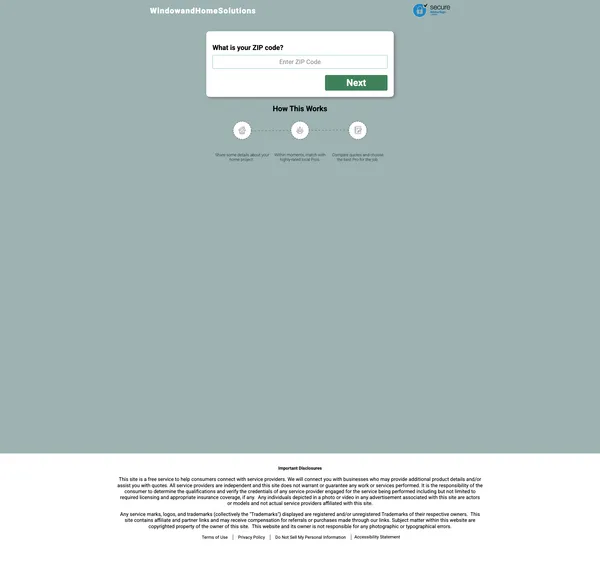 WindowandHomeSolutions
secure
What is your ZIP code?
Enter ZIP Code
Next
How This Works
Share some details about your
home project.
Within moments, match with
highly-rated local Pros.
Compare quotes and choose
the best Pro for the job.
Important Disclosures
This site is a free service to help consumers connect with service providers. We will connect you with businesses who may provide additional product details and/or
assist you with quotes. All service providers are independent and this site does not warrant or guarantee any work or services performed. It is the responsibility of the
consumer to determine the qualifications and verify the credentials of any service provider engaged for the service being performed including but not limited to
required licensing and appropriate insurance coverage, if any. Any individuals depicted in a photo or video in any advertisement associated with this site are actors
or models and not actual service providers affiliated with this site.
Any service marks, logos, and trademarks (collectively the "Trademarks") displayed are registered and/or unregistered Trademarks of their respective owners. This
site contains affiliate and partner links and may receive compensation for referrals or purchases made through our links. Subject matter within this website are
copyrighted property of the owner of this site. This website and its owner is not responsible for any photographic or typographical errors.
Terms of Use | Privacy Policy | Do Not Sell My Personal Information | Accessibility Statement